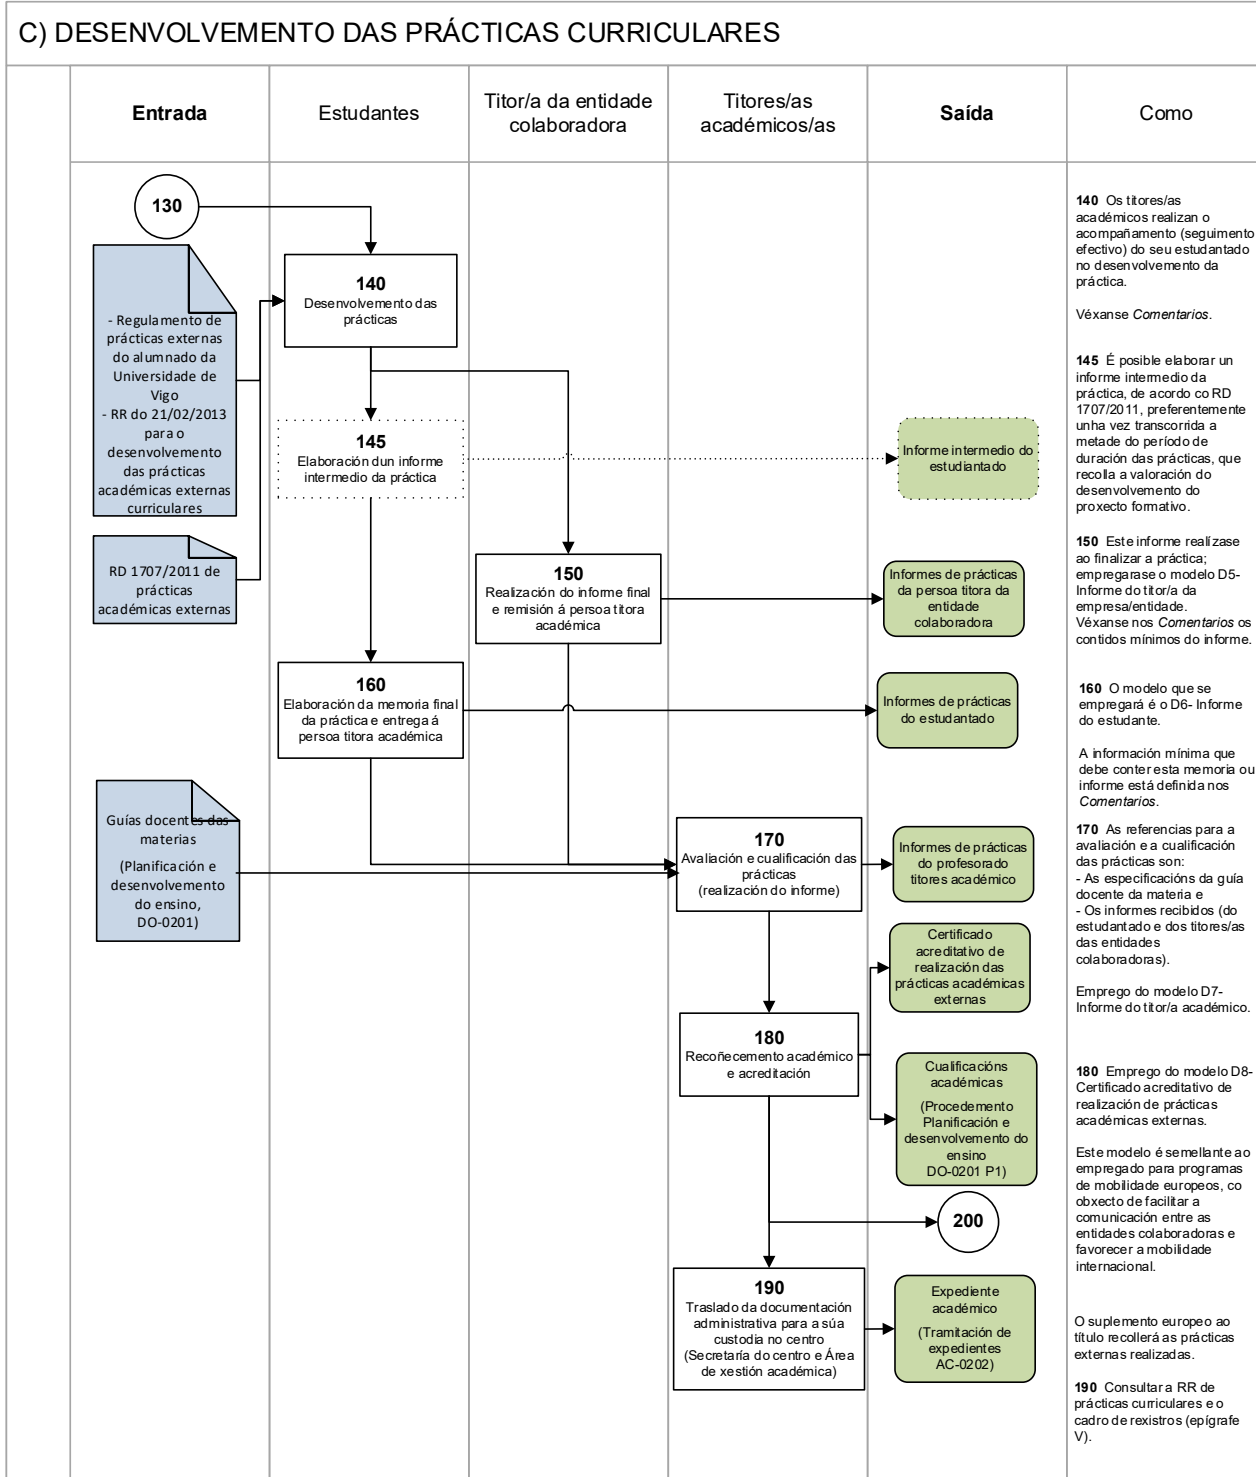 C) DESENVOLVEMENTO DAS PRÁCTICAS CURRICULARES
Entrada
Estudantes
Titor/a da entidade
colaboradora
Titores/as
académicos/as
Saída
Como
130
- Regulamento de
prácticas externas
do alumnado da
Universidade de
Vigo
- RR do 21/02/2013
para o
desenvolvemento
das prácticas
académicas externas
curriculares
RD 1707/2011 de
prácticas
académicas externas
140
Desenvolvemento das
prácticas
145
Elaboración dun informe
intermedio da práctica
Informe intermedio do
estudiantado
150
Realización do informe final
e remisión á persoa titora
académica
Informes de prácticas
da persoa titora da
entidade
colaboradora
160
Elaboración da memoria final
da práctica e entrega á
persoa titora académica
Informes de prácticas
do estudantado
Guías docentes das
materias
(Planificación e
desenvolvemento
do ensino,
DO-0201)
170
Avaliación e cualificación das
prácticas
(realización do informe)
Informes de prácticas
do profesorado
titores académico
Certificado
acreditativo de
realización das
prácticas académicas
externas
180
Recoñecemento académico
e acreditación
Cualificacións
académicas
(Procedemento
Planificación e
desenvolvemento do
ensino
DO-0201 P1)
200
190
Traslado da documentación
administrativa para a súa
custodia no centro
(Secretaría do centro e Área
de xestión académica)
Expediente
académico
(Tramitación de
expedientes
AC-0202)
140 Os titores/as
académicos realizan o
acompañamento (seguimento
efectivo) do seu estudantado
no desenvolvemento da
práctica.
Véxanse Comentarios.
145 É posible elaborar un
informe intermedio da
práctica, de acordo co RD
1707/2011, preferentemente
unha vez transcorrida a
metade do período de
duración das prácticas, que
recolla a valoración do
desenvolvemento do
proxecto formativo.
150 Este informe realízase
ao finalizar a práctica;
empregarase o modelo D5-
Informe do titor/a da
empresa/entidade.
Véxanse nos Comentarios os
contidos mínimos do informe.
160 O modelo que se
empregará é o D6- Informe
do estudante.
A información mínima que
debe conter esta memoria ou
informe está definida nos
Comentarios.
170 As referencias para a
avaliación e a cualificación
das prácticas son:
- As especificacións da guía
docente da materia e
- Os informes recibidos (do
estudantado e dos titores/as
das entidades
colaboradoras).
Emprego do modelo D7-
Informe do titor/a académico.
180 Emprego do modelo D8-
Certificado acreditativo de
realización de prácticas
académicas externas.
Este modelo é semellante ao
empregado para programas
de mobilidade europeos, co
obxecto de facilitar a
comunicación entre as
entidades colaboradoras e
favorecer a mobilidade
internacional.
O suplemento europeo ao
título recollerá as prácticas
externas realizadas.
190 Consultar a RR de
prácticas curriculares e o
cadro de rexistros (epígrafe
V).